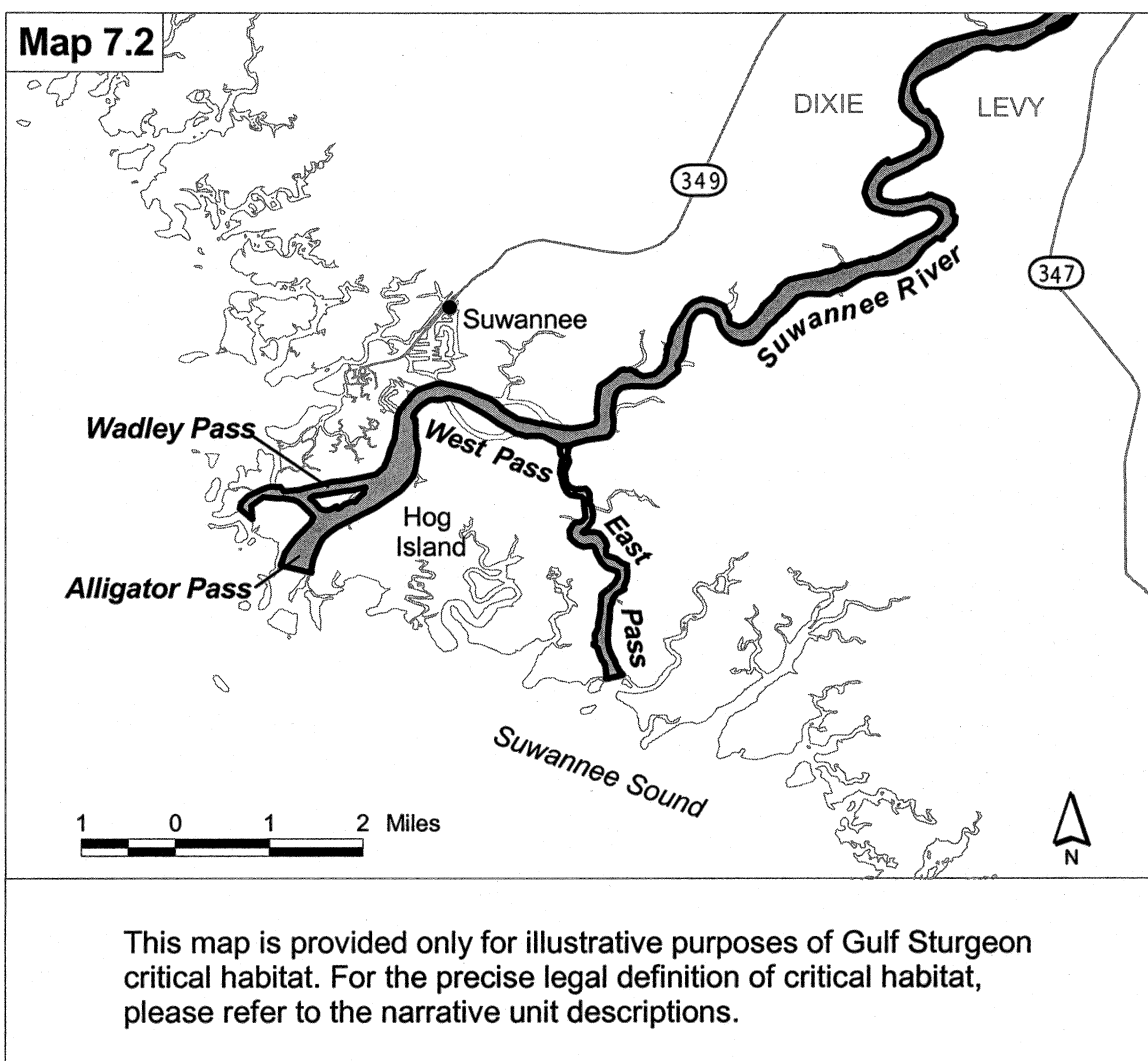 Map 7.2
DIXIE
LEVY
349
347
Suwannee River
Suwannee
Wadley Pass
West Pass
Hog
Island
East
Pass
Alligator Pass
Suwannee Sound
1 0 1 2 Miles
N
This map is provided only for illustrative purposes of Gulf Sturgeon
critical habitat. For the precise legal definition of critical habitat,
please refer to the narrative unit descriptions.